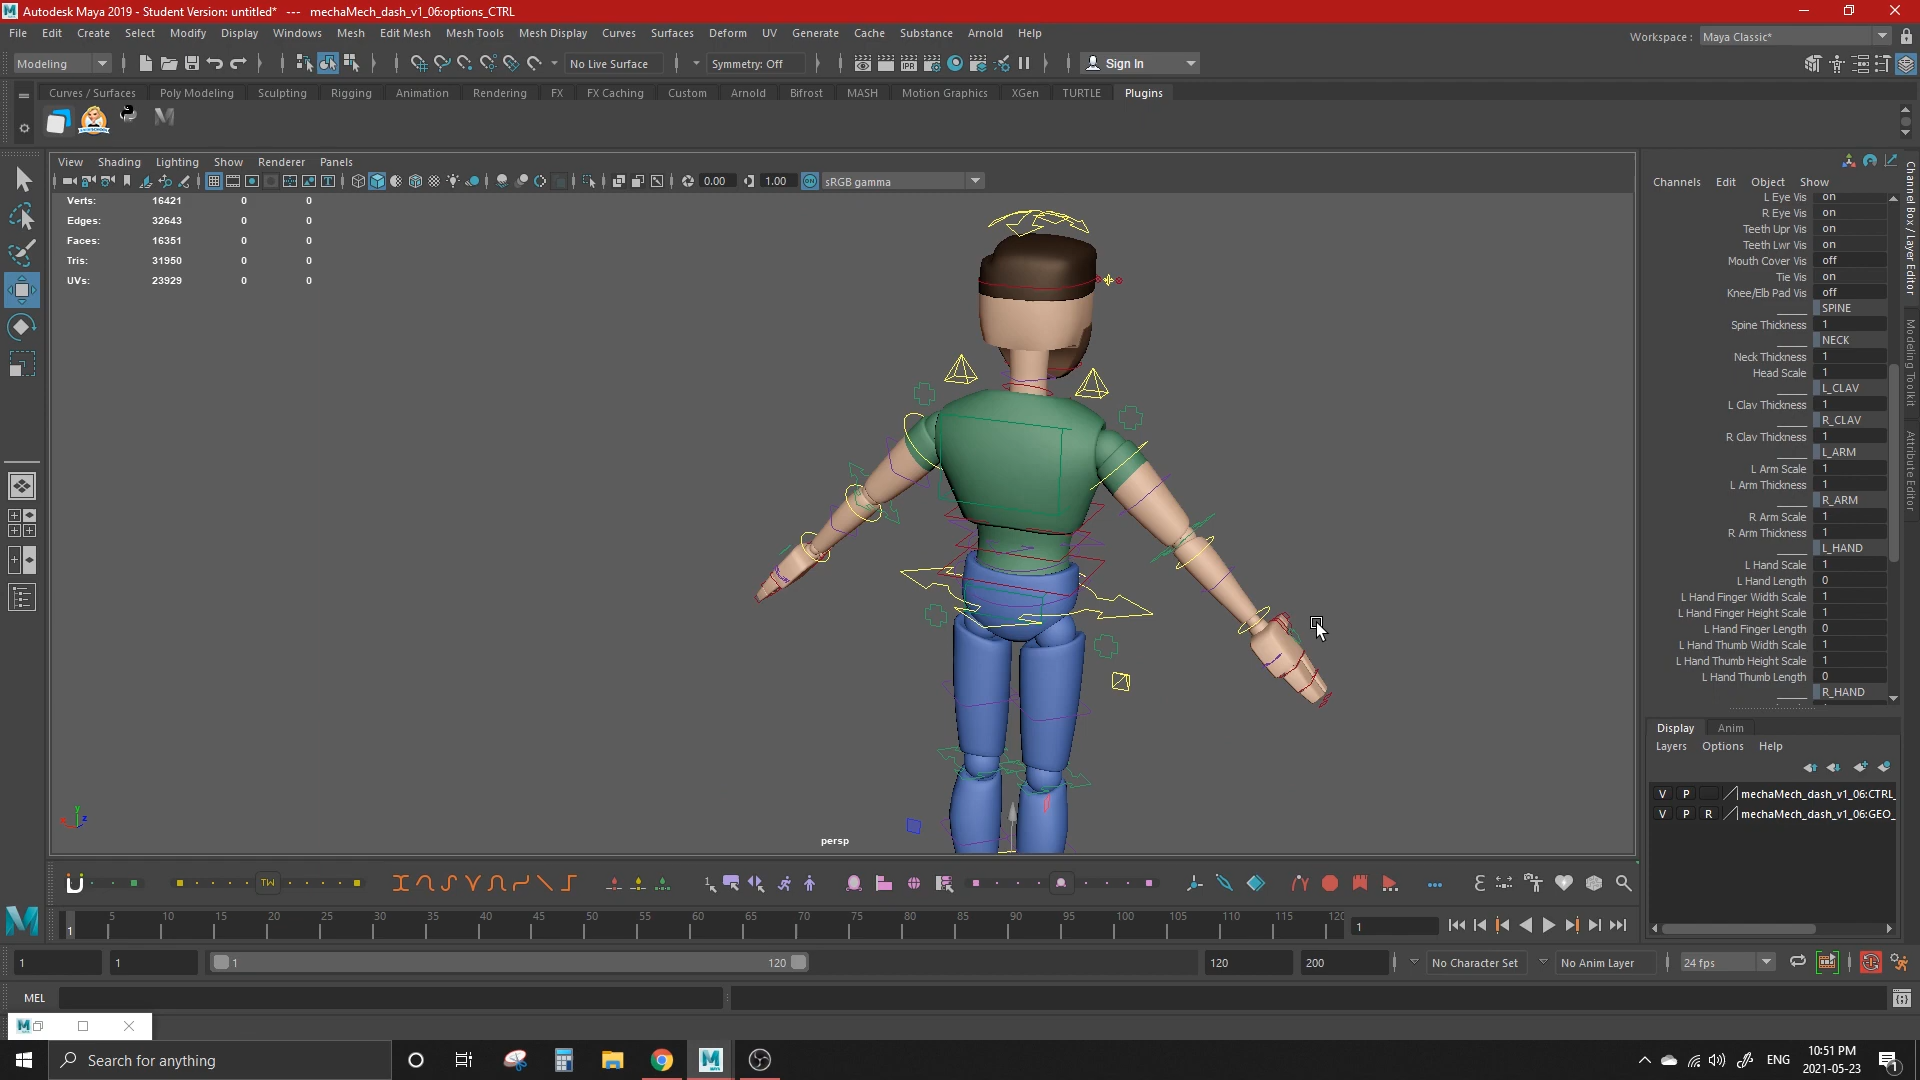 Autodesk Maya 2019 - Student Version: untitled*   ---   mechaMech_dash_v1_06:options_CTRL
File Edit Create Select Modify Display Windows Mesh Edit Mesh Mesh Tools Mesh Display Curves Surfaces Deform UV Generate Cache Substance Arnold Help
Workspace : Maya Classic*
Modeling No Live Surface Symmetry: Off Sign In
Curves / Surfaces Poly Modeling Sculpting Rigging Animation Rendering FX FX Caching Custom Arnold Bifrost MASH Motion Graphics XGen TURTLE Plugins
View Shading Lighting Show Renderer Panels
0.00 1.00 sRGB gamma
Verts: 16421 0 0
Edges: 32643 0 0
Faces: 16351 0 0
Tris: 31950 0 0
UVs: 23929 0 0
persp
Channels Edit Object Show
L Eye Vis on
R Eye Vis on
Teeth Upr Vis on
Teeth Lwr Vis on
Mouth Cover Vis off
Tie Vis on
Knee/Elb Pad Vis off
SPINE
Spine Thickness 1
NECK
Neck Thickness 1
Head Scale 1
L_CLAV
L Clav Thickness 1
R_CLAV
R Clav Thickness 1
L_ARM
L Arm Scale 1
L Arm Thickness 1
R_ARM
R Arm Scale 1
R Arm Thickness 1
L_HAND
L Hand Scale 1
L Hand Length 0
L Hand Finger Width Scale 1
L Hand Finger Height Scale 1
L Hand Finger Length 0
L Hand Thumb Width Scale 1
L Hand Thumb Height Scale 1
L Hand Thumb Length 0
R_HAND
Channel Box / Layer Editor
Modeling Toolkit
Attribute Editor
Display Anim
Layers Options Help
V P mechaMech_dash_v1_06:CTRL_
V P R mechaMech_dash_v1_06:GEO_
TW
5 10 15 20 25 30 35 40 45 50 55 60 65 70 75 80 85 90 95 100 105 110 115 120
1 1
1 1 1 120 120 200 No Character Set No Anim Layer 24 fps
MEL
Search for anything
ENG
10:51 PM
2021-05-23
1